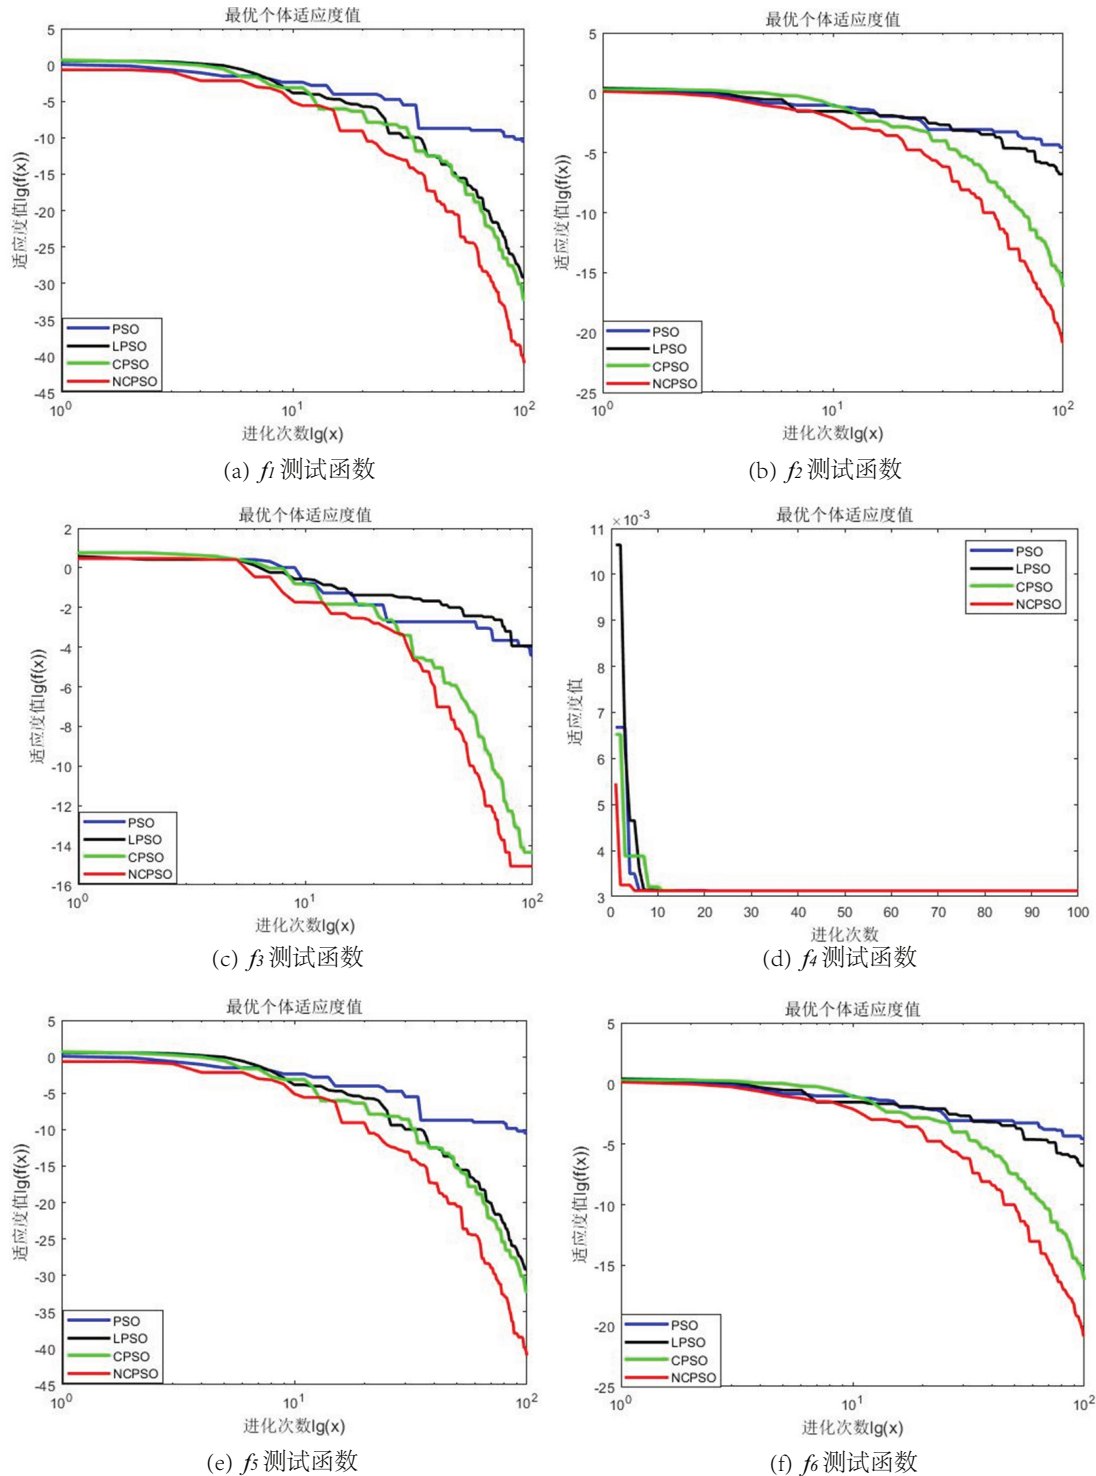 最优个体适应度值
5
0
-5
-10
-15
-20
-25
-30
-35
-40
-45
适应度值lg(f(x))
PSO
LPSO
CPSO
NCPSO
10⁰ 10¹ 10²
进化次数lg(x)
(a) f₁ 测试函数
最优个体适应度值
5
0
-5
-10
-15
-20
-25
适应度值lg(f(x))
PSO
LPSO
CPSO
NCPSO
10⁰ 10¹ 10²
进化次数lg(x)
(b) f₂ 测试函数
最优个体适应度值
2
0
-2
-4
-6
-8
-10
-12
-14
-16
适应度值lg(f(x))
PSO
LPSO
CPSO
NCPSO
10⁰ 10¹ 10²
进化次数lg(x)
(c) f₃ 测试函数
最优个体适应度值
×10⁻³
11
10
9
8
7
6
5
4
3
适应度值
PSO
LPSO
CPSO
NCPSO
0 10 20 30 40 50 60 70 80 90 100
进化次数
(d) f₄ 测试函数
最优个体适应度值
5
0
-5
-10
-15
-20
-25
-30
-35
-40
-45
适应度值lg(f(x))
PSO
LPSO
CPSO
NCPSO
10⁰ 10¹ 10²
进化次数lg(x)
(e) f₅ 测试函数
最优个体适应度值
5
0
-5
-10
-15
-20
-25
适应度值lg(f(x))
PSO
LPSO
CPSO
NCPSO
10⁰ 10¹ 10²
进化次数lg(x)
(f) f₆ 测试函数